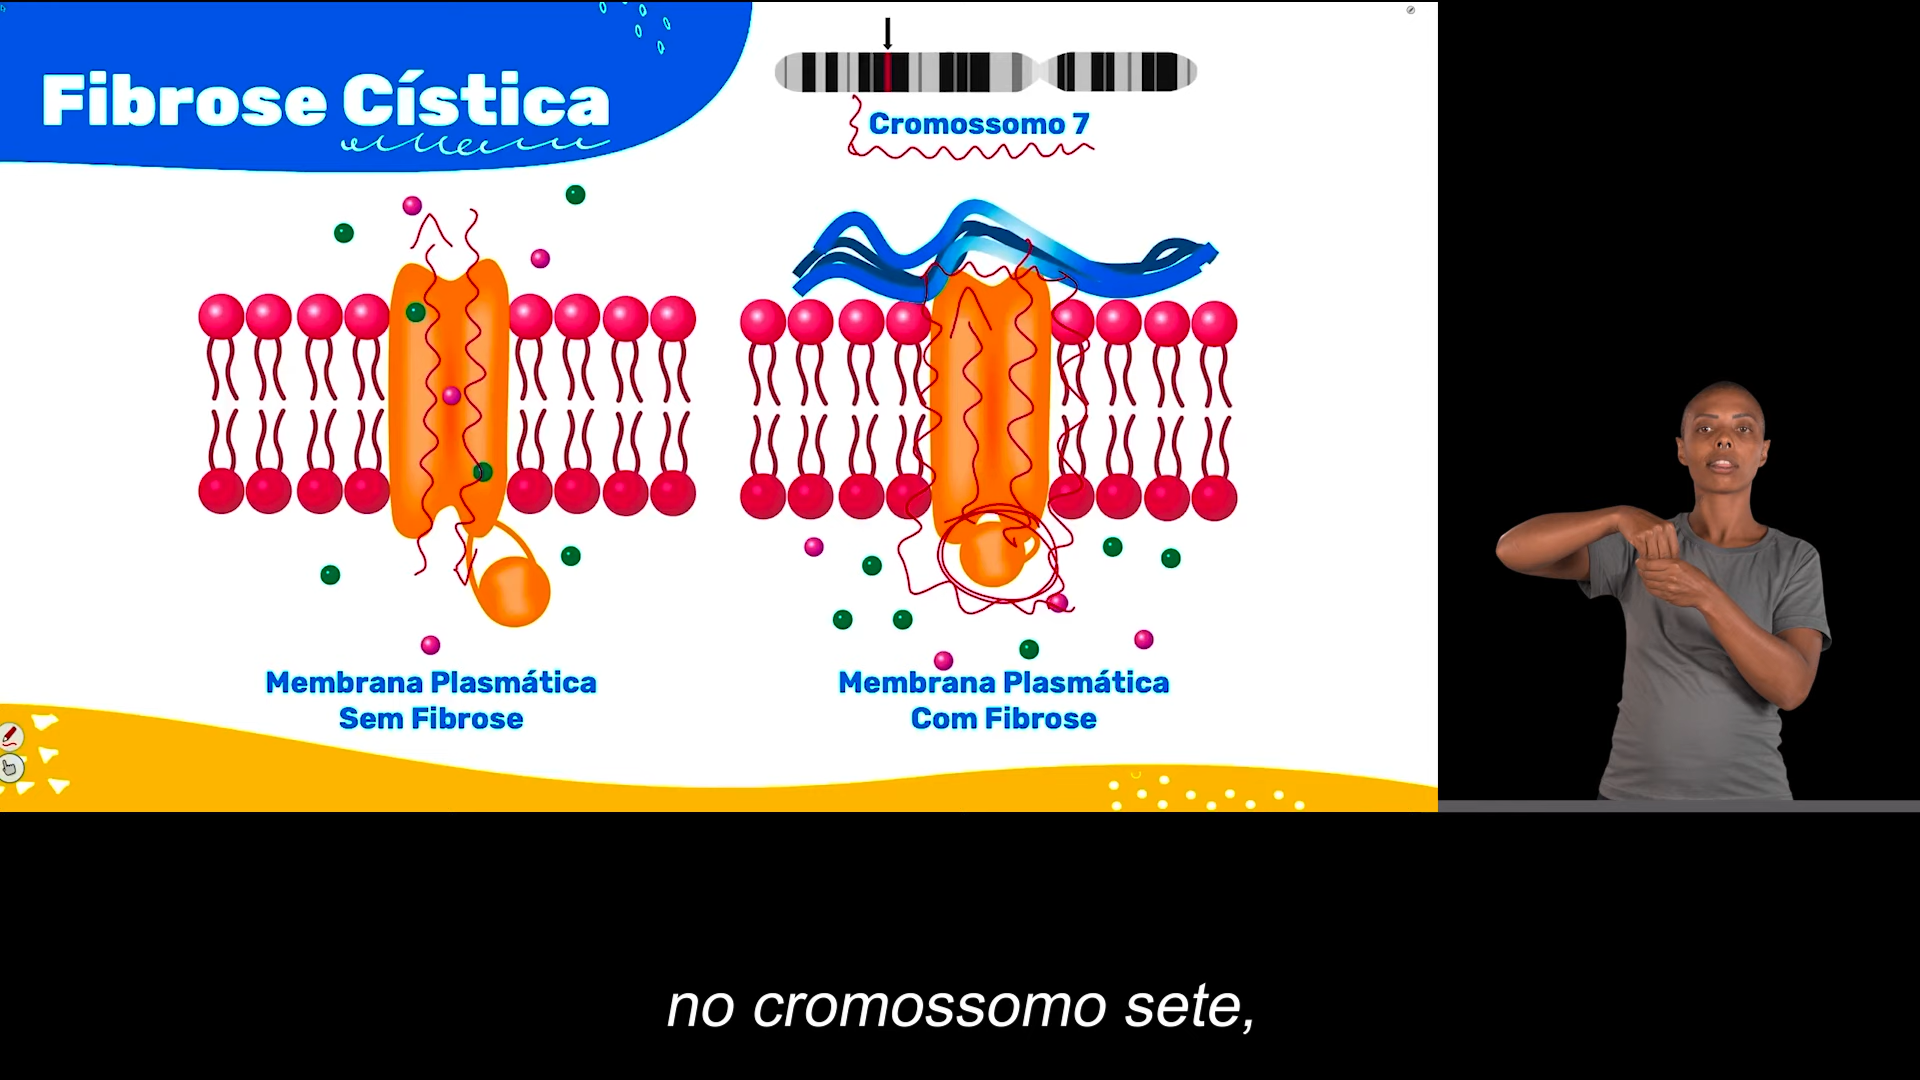 Fibrose Cística
Cromossomo 7
Membrana Plasmática
Sem Fibrose
Membrana Plasmática
Com Fibrose
no cromossomo sete,